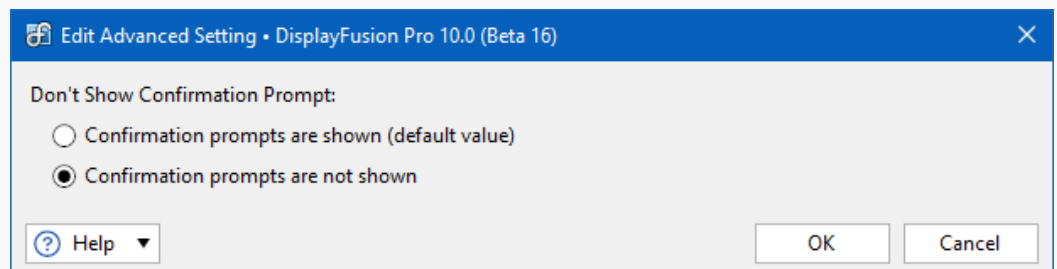 Edit Advanced Setting • DisplayFusion Pro 10.0 (Beta 16)
Don't Show Confirmation Prompt:
Confirmation prompts are shown (default value)
Confirmation prompts are not shown
Help OK Cancel